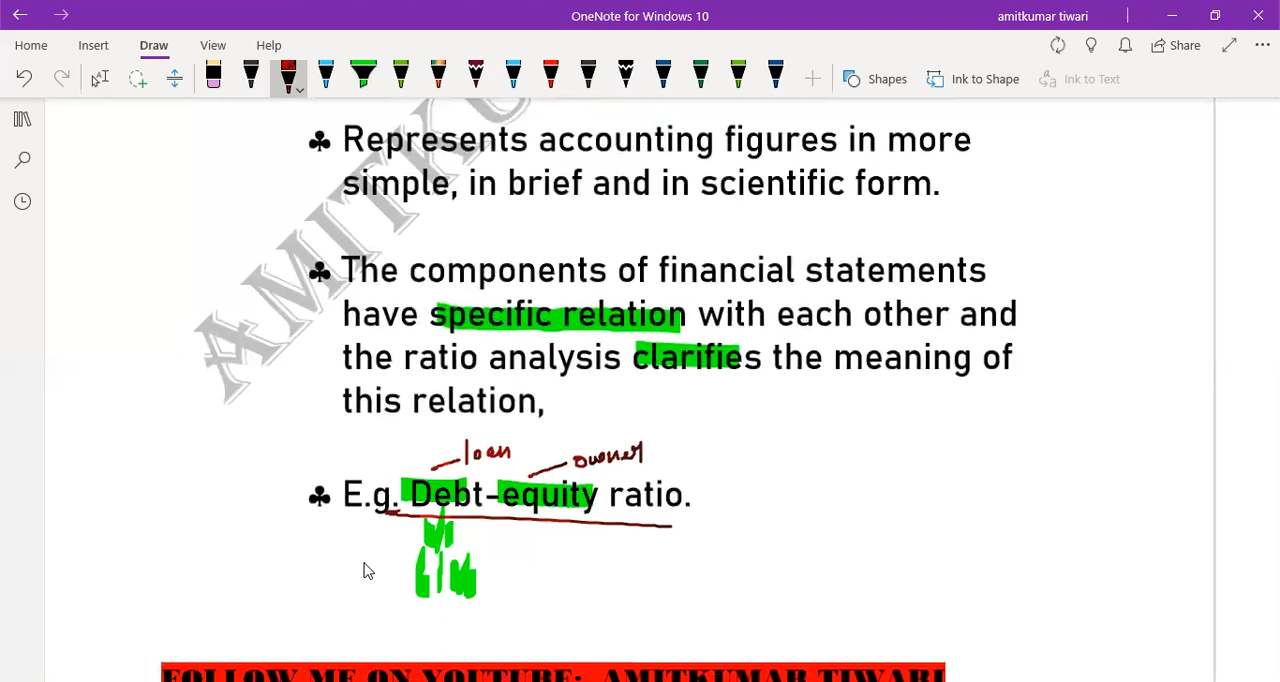 OneNote for Windows 10
amitkumar tiwari
Home Insert Draw View Help
Share
Shapes Ink to Shape Ink to Text
AMITKU
♣ Represents accounting figures in more
simple, in brief and in scientific form.
♣ The components of financial statements
have specific relation with each other and
the ratio analysis clarifies the meaning of
this relation,
loan owner
♣ E.g. Debt-equity ratio.
FOLLOW ME ON YOUTUBE: AMITKUMAR TIWARI